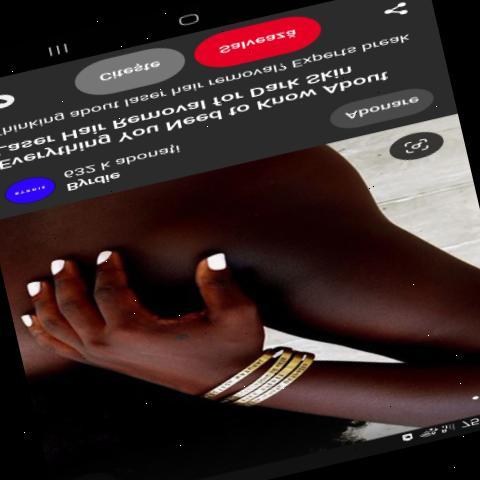 75
Byrdie
632 k abonați
Abonare
Everything You Need to Know About
Laser Hair Removal for Dark Skin
Thinking about laser hair removal? Experts break
Citește
Salvează